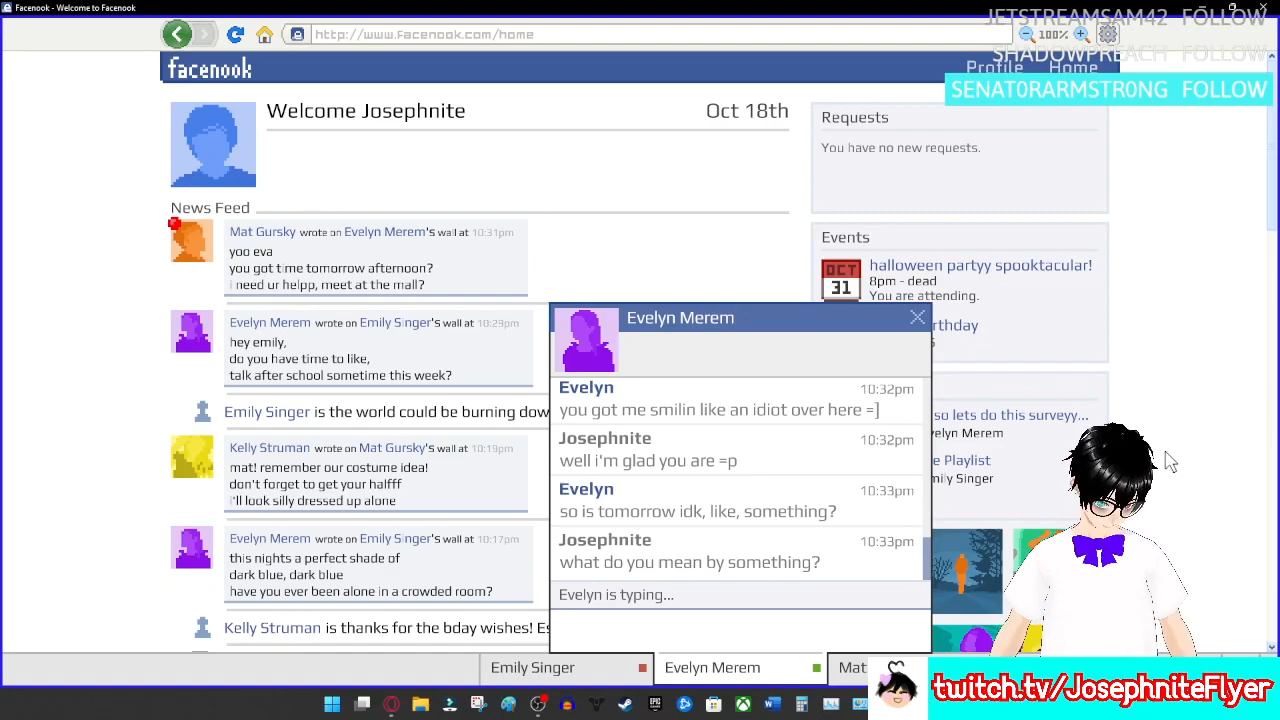 Facenook - Welcome to Facenook
JETSTREAMSAM42 FOLLOW
http://www.facenook.com/home
100%
SHADOWPREACH FOLLOW
facenook
Profile Home
SENAT0RARMSTR0NG FOLLOW
Welcome Josephnite
Oct 18th
Requests
You have no new requests.
News Feed
Mat Gursky wrote on Evelyn Merem's wall at 10:31pm
yoo eva
you got time tomorrow afternoon?
i need ur helpp, meet at the mall?
Events
OCT
31
halloween partyy spooktacular!
8pm - dead
You are attending.
rthday
Evelyn Merem wrote on Emily Singer's wall at 10:29pm
hey emily,
do you have time to like,
talk after school sometime this week?
Emily Singer is the world could be burning dow
Kelly Struman wrote on Mat Gursky's wall at 10:19pm
mat! remember our costume idea!
don't forget to get your halfff
i'll look silly dressed up alone
Evelyn Merem wrote on Emily Singer's wall at 10:17pm
this nights a perfect shade of
dark blue, dark blue
have you ever been alone in a crowded room?
Kelly Struman is thanks for the bday wishes! Es
Evelyn Merem
Evelyn 10:32pm
you got me smilin like an idiot over here =]
Josephnite 10:32pm
well i'm glad you are =p
Evelyn 10:33pm
so is tomorrow idk, like, something?
Josephnite 10:33pm
what do you mean by something?
Evelyn is typing...
so lets do this surveyy...
velyn Merem
e Playlist
mily Singer
Emily Singer
Evelyn Merem
Mat
twitch.tv/JosephniteFlyer